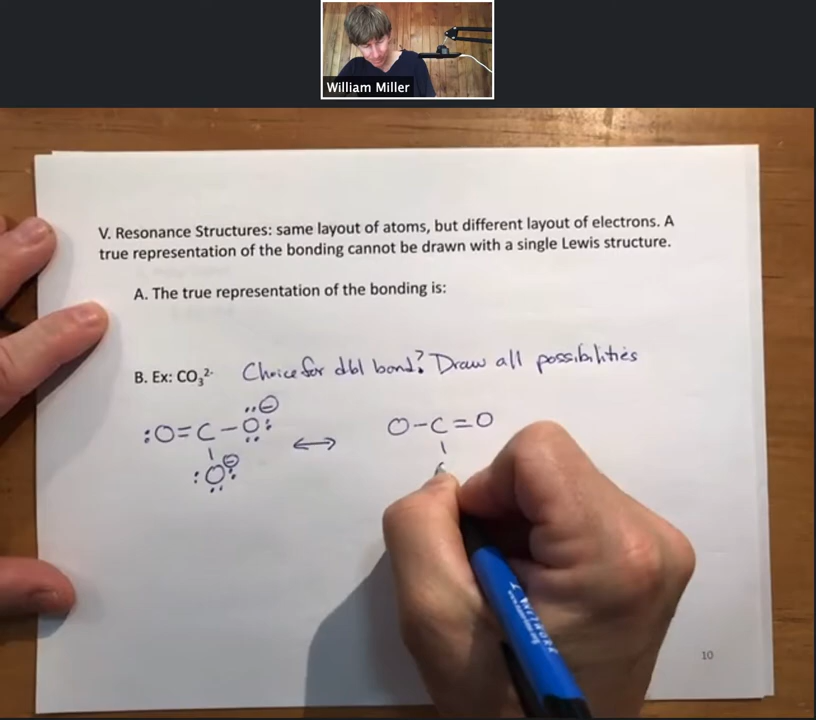 William Miller
V. Resonance Structures: same layout of atoms, but different layout of electrons. A
true representation of the bonding cannot be drawn with a single Lewis structure.
A. The true representation of the bonding is:
B. Ex: CO₃²⁻ Choice for dbl bond? Draw all possibilities
:O=C–O: ⊖ ⟷ O–C=O
:O: ⊖
10